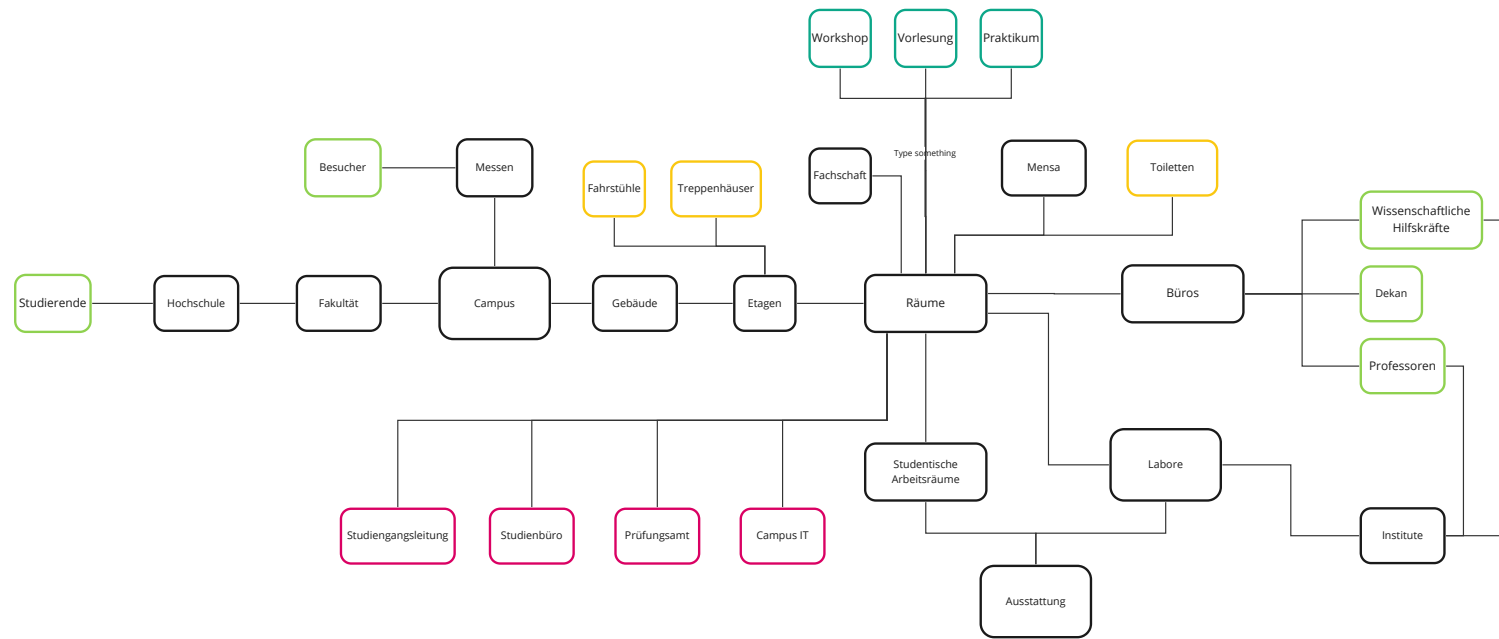 Workshop
Vorlesung
Praktikum
Type something
Besucher
Messen
Fahrstühle
Treppenhäuser
Fachschaft
Mensa
Toiletten
Wissenschaftliche
Hilfskräfte
Studierende
Hochschule
Fakultät
Campus
Gebäude
Etagen
Räume
Büros
Dekan
Professoren
Studentische
Arbeitsräume
Labore
Studiengangsleitung
Studienbüro
Prüfungsamt
Campus IT
Institute
Ausstattung